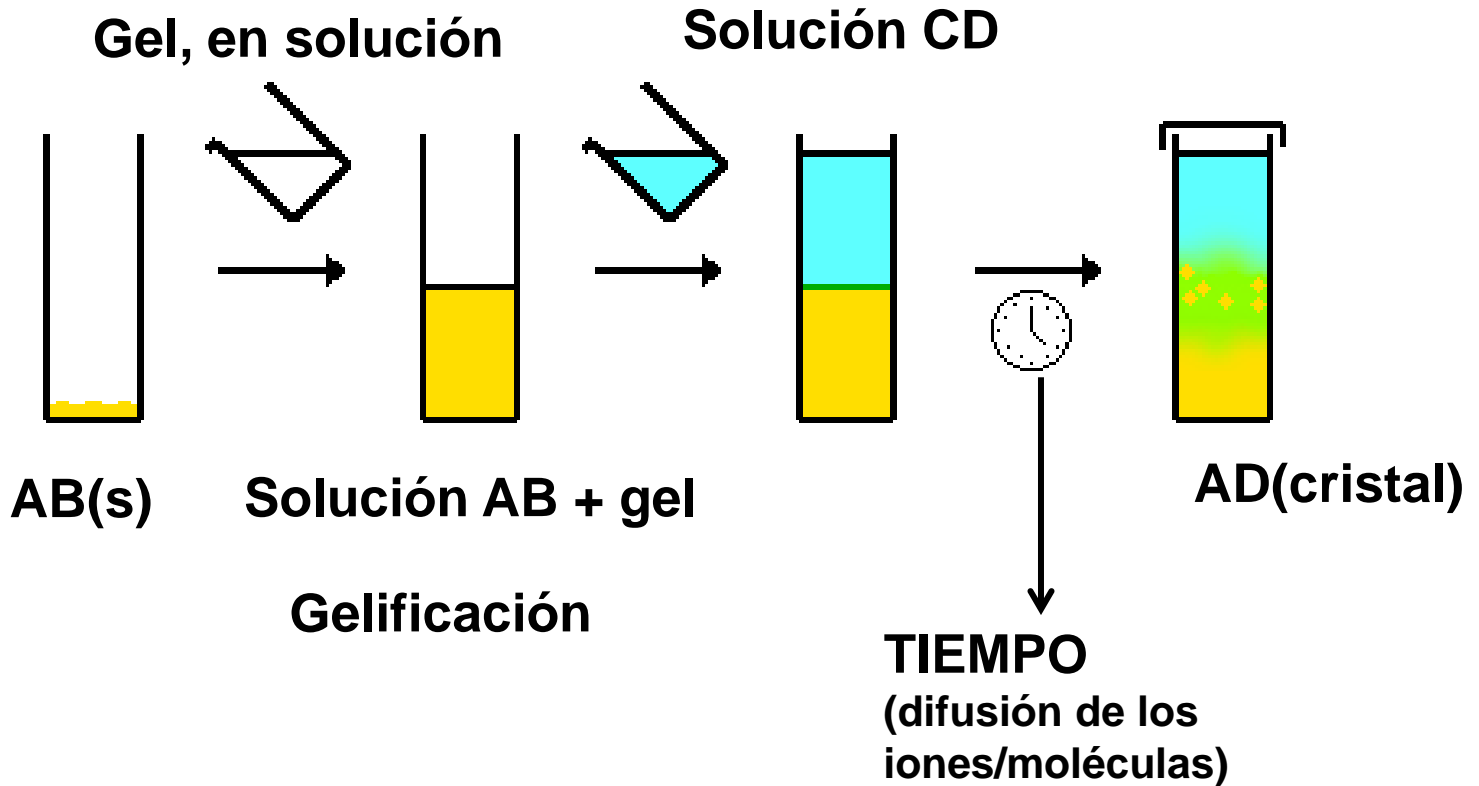 Gel, en solución
Solución CD
AB(s)
Solución AB + gel
AD(cristal)
Gelificación
TIEMPO
(difusión de los
iones/moléculas)